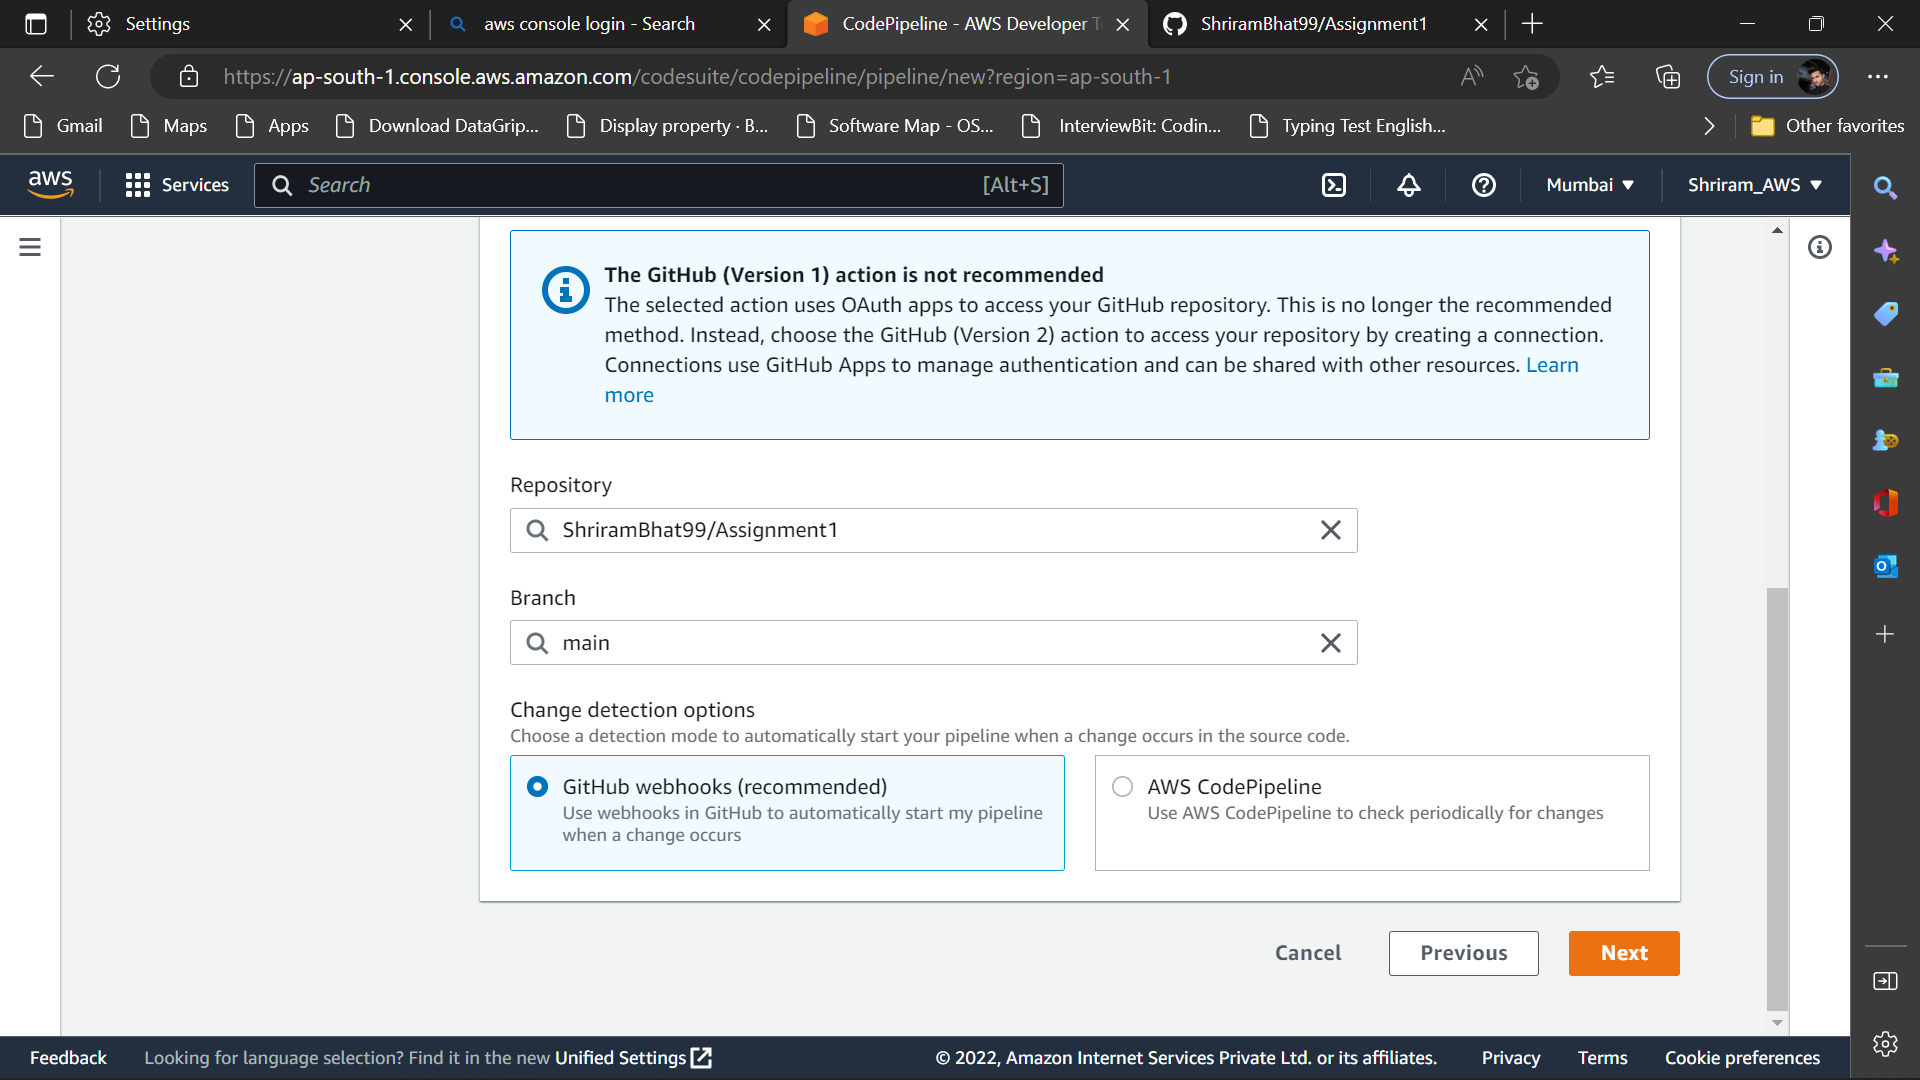 Settings
aws console login - Search
CodePipeline - AWS Developer T
ShriramBhat99/Assignment1
https://ap-south-1.console.aws.amazon.com/codesuite/codepipeline/pipeline/new?region=ap-south-1
Sign in
Gmail
Maps
Apps
Download DataGrip...
Display property · B...
Software Map - OS...
InterviewBit: Codin...
Typing Test English...
Other favorites
aws
Services
Search
[Alt+S]
Mumbai
Shriram_AWS
The GitHub (Version 1) action is not recommended
The selected action uses OAuth apps to access your GitHub repository. This is no longer the recommended
method. Instead, choose the GitHub (Version 2) action to access your repository by creating a connection.
Connections use GitHub Apps to manage authentication and can be shared with other resources. Learn
more
Repository
ShriramBhat99/Assignment1
Branch
main
Change detection options
Choose a detection mode to automatically start your pipeline when a change occurs in the source code.
GitHub webhooks (recommended)
Use webhooks in GitHub to automatically start my pipeline
when a change occurs
AWS CodePipeline
Use AWS CodePipeline to check periodically for changes
Cancel
Previous
Next
Feedback
Looking for language selection? Find it in the new Unified Settings
© 2022, Amazon Internet Services Private Ltd. or its affiliates.
Privacy
Terms
Cookie preferences